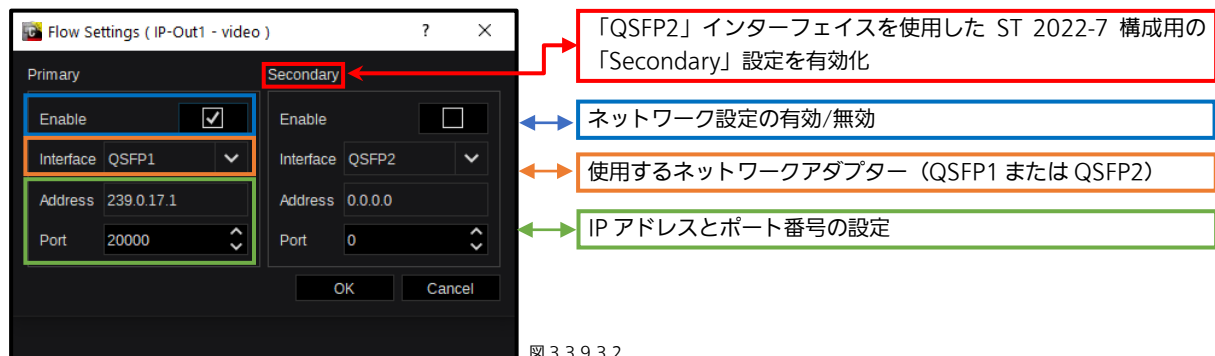 Flow Settings ( IP-Out1 - video ) ? ×
Primary Secondary
Enable Enable
Interface QSFP1 Interface QSFP2
Address 239.0.17.1 Address 0.0.0.0
Port 20000 Port 0
OK Cancel
「QSFP2」インターフェイスを使用した ST 2022-7 構成用の
「Secondary」設定を有効化
ネットワーク設定の有効/無効
使用するネットワークアダプター（QSFP1 または QSFP2）
IP アドレスとポート番号の設定
図 3.3.9.3.2